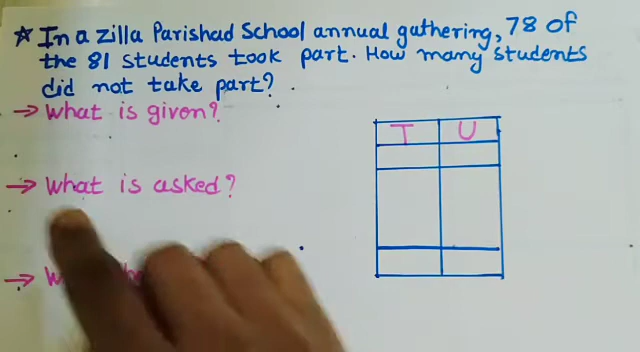 ☆ In a zilla Parishad School annual gathering, 78 of
the 81 students took part. How many students
did not take part?
→ What is given?
T U
→ What is asked?
→